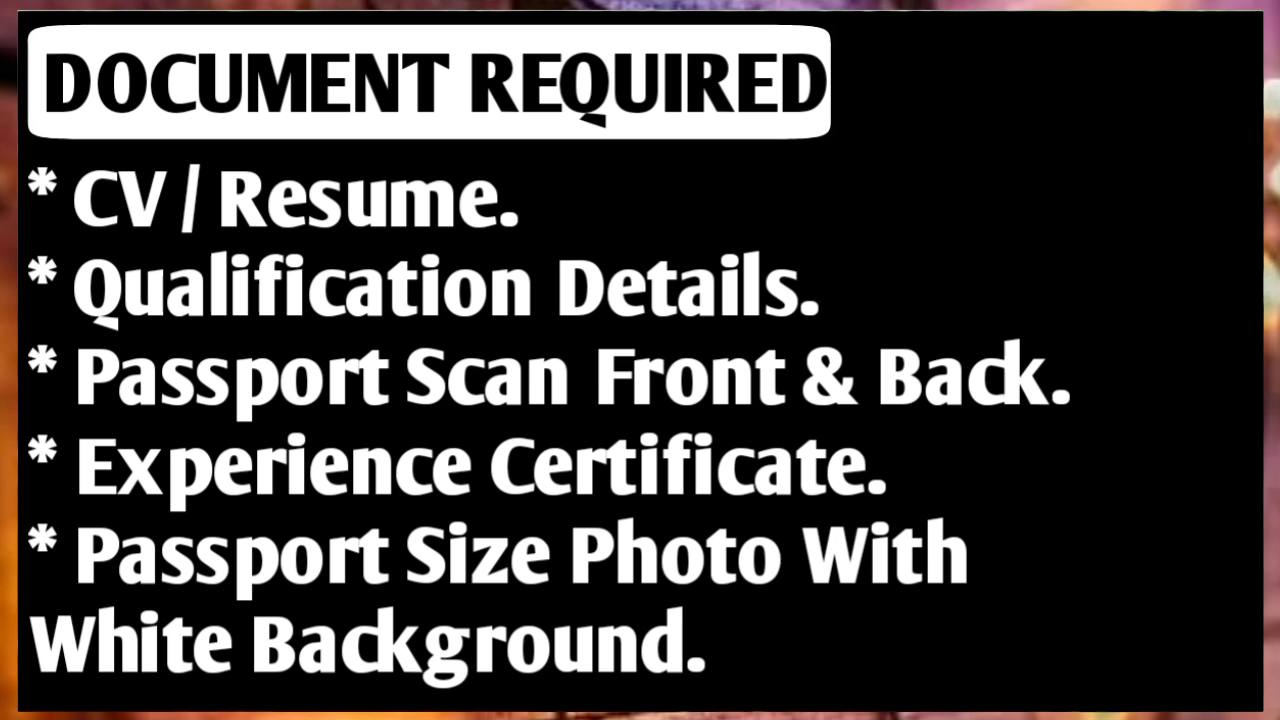 DOCUMENT REQUIRED
* CV / Resume.
* Qualification Details.
* Passport Scan Front & Back.
* Experience Certificate.
* Passport Size Photo With
White Background.